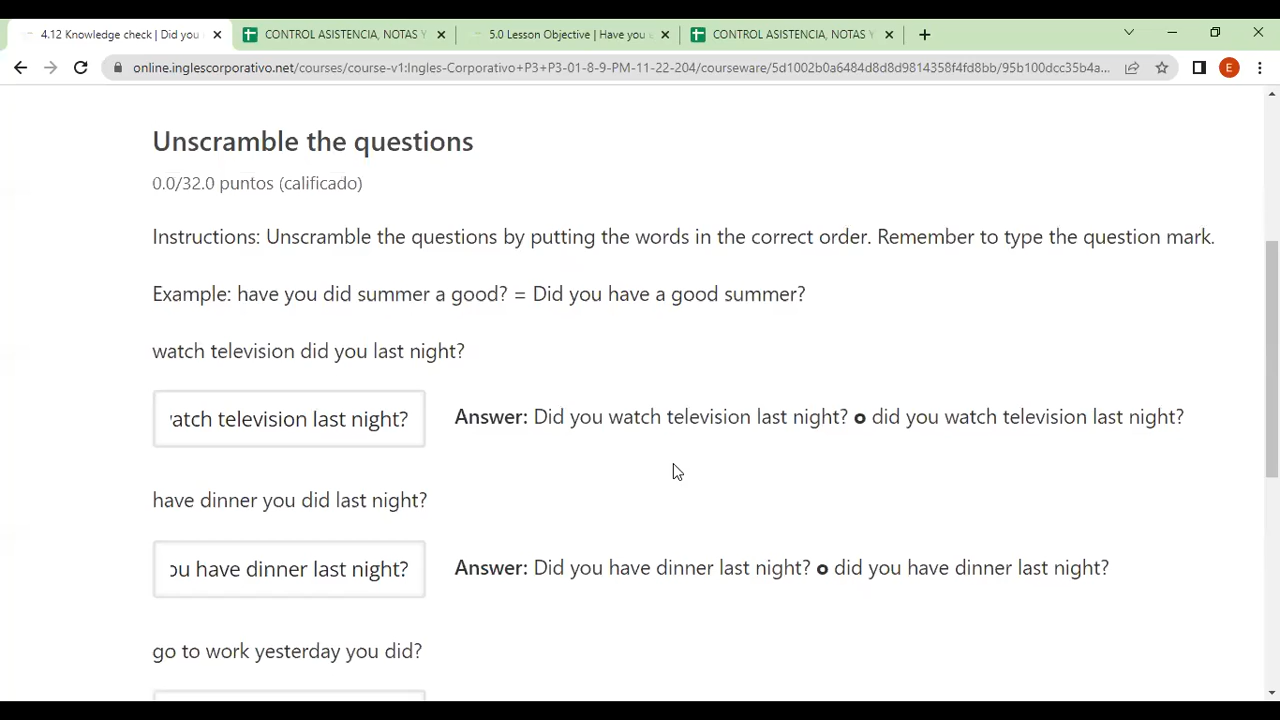 4.12 Knowledge check | Did you
CONTROL ASISTENCIA, NOTAS Y
5.0 Lesson Objective | Have you
CONTROL ASISTENCIA, NOTAS Y
online.inglescorporativo.net/courses/course-v1:Ingles-Corporativo+P3+P3-01-8-9-PM-11-22-204/courseware/5d1002b0a6484d8d8d9814358f4fd8bb/95b100dcc35b4a...
E
Unscramble the questions
0.0/32.0 puntos (calificado)
Instructions: Unscramble the questions by putting the words in the correct order. Remember to type the question mark.
Example: have you did summer a good? = Did you have a good summer?
watch television did you last night?
watch television last night?
Answer: Did you watch television last night? o did you watch television last night?
have dinner you did last night?
ou have dinner last night?
Answer: Did you have dinner last night? o did you have dinner last night?
go to work yesterday you did?